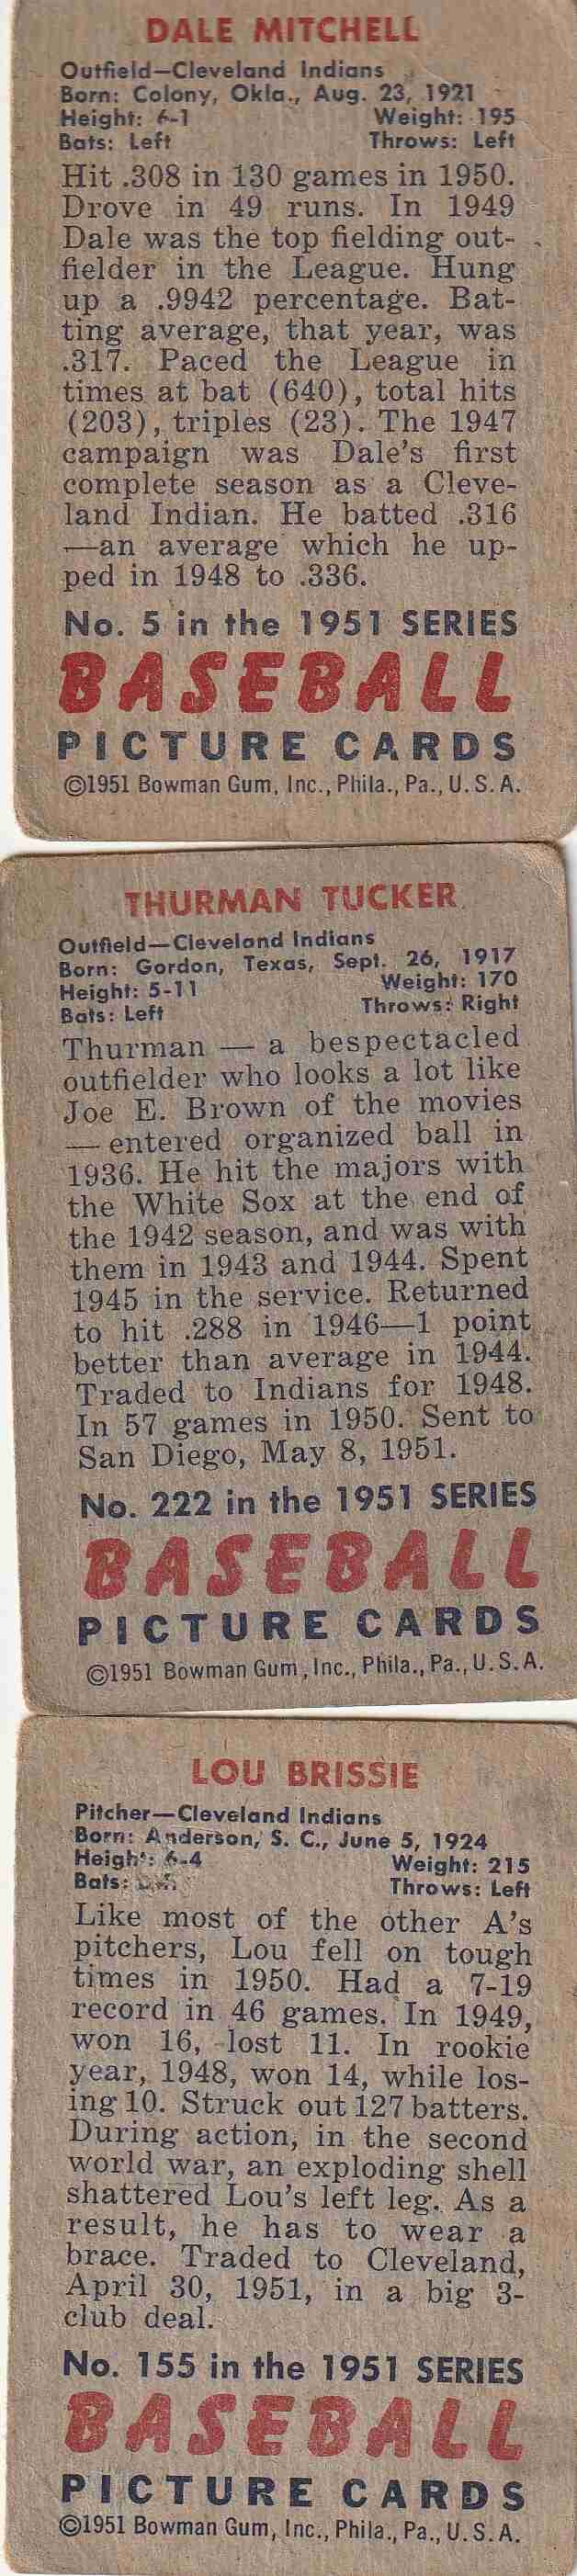 DALE MITCHELL
Outfield—Cleveland Indians
Born: Colony, Okla., Aug. 23, 1921
Height: 6-1 Weight: 195
Bats: Left Throws: Left
Hit .308 in 130 games in 1950.
Drove in 49 runs. In 1949
Dale was the top fielding out-
fielder in the League. Hung
up a .9942 percentage. Bat-
ting average, that year, was
.317. Paced the League in
times at bat (640), total hits
(203), triples (23). The 1947
campaign was Dale's first
complete season as a Cleve-
land Indian. He batted .316
—an average which he up-
ped in 1948 to .336.
No. 5 in the 1951 SERIES
BASEBALL
PICTURE CARDS
©1951 Bowman Gum, Inc., Phila., Pa., U.S.A.
THURMAN TUCKER
Outfield—Cleveland Indians
Born: Gordon, Texas, Sept. 26, 1917
Height: 5-11 Weight: 170
Bats: Left Throws: Right
Thurman — a bespectacled
outfielder who looks a lot like
Joe E. Brown of the movies
— entered organized ball in
1936. He hit the majors with
the White Sox at the end of
the 1942 season, and was with
them in 1943 and 1944. Spent
1945 in the service. Returned
to hit .288 in 1946—1 point
better than average in 1944.
Traded to Indians for 1948.
In 57 games in 1950. Sent to
San Diego, May 8, 1951.
No. 222 in the 1951 SERIES
BASEBALL
PICTURE CARDS
©1951 Bowman Gum, Inc., Phila., Pa., U.S.A.
LOU BRISSIE
Pitcher—Cleveland Indians
Born: Anderson, S. C., June 5, 1924
Height: 6-4 Weight: 215
Bats: Throws: Left
Like most of the other A's
pitchers, Lou fell on tough
times in 1950. Had a 7-19
record in 46 games. In 1949,
won 16, lost 11. In rookie
year, 1948, won 14, while los-
ing 10. Struck out 127 batters.
During action, in the second
world war, an exploding shell
shattered Lou's left leg. As a
result, he has to wear a
brace. Traded to Cleveland,
April 30, 1951, in a big 3-
club deal.
No. 155 in the 1951 SERIES
BASEBALL
PICTURE CARDS
©1951 Bowman Gum, Inc., Phila., Pa., U.S.A.